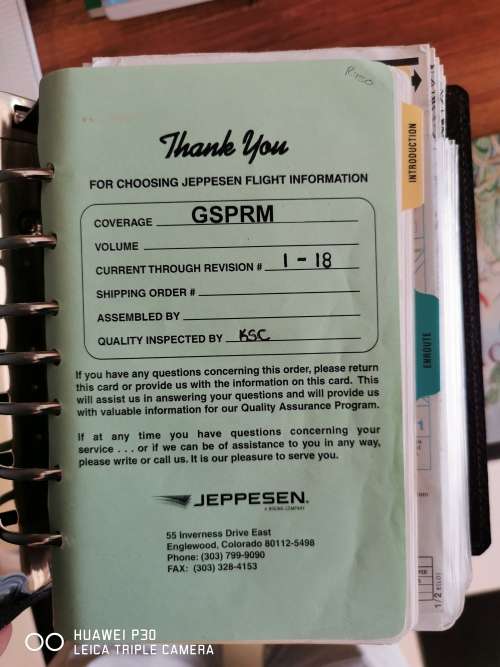 Thank You
FOR CHOOSING JEPPESEN FLIGHT INFORMATION
COVERAGE GSPRM
VOLUME
CURRENT THROUGH REVISION # 1 - 18
SHIPPING ORDER #
ASSEMBLED BY
QUALITY INSPECTED BY KSC
If you have any questions concerning this order, please return
this card or provide us with the information on this card. This
will assist us in answering your questions and will provide us
with valuable information for our Quality Assurance Program.
If at any time you have questions concerning your
service . . . or if we can be of assistance to you in any way,
please write or call us. It is our pleasure to serve you.
JEPPESEN.
A BOEING COMPANY
55 Inverness Drive East
Englewood, Colorado 80112-5498
Phone: (303) 799-9090
FAX: (303) 328-4153
INTRODUCTION
ENROUTE
HUAWEI P30
LEICA TRIPLE CAMERA